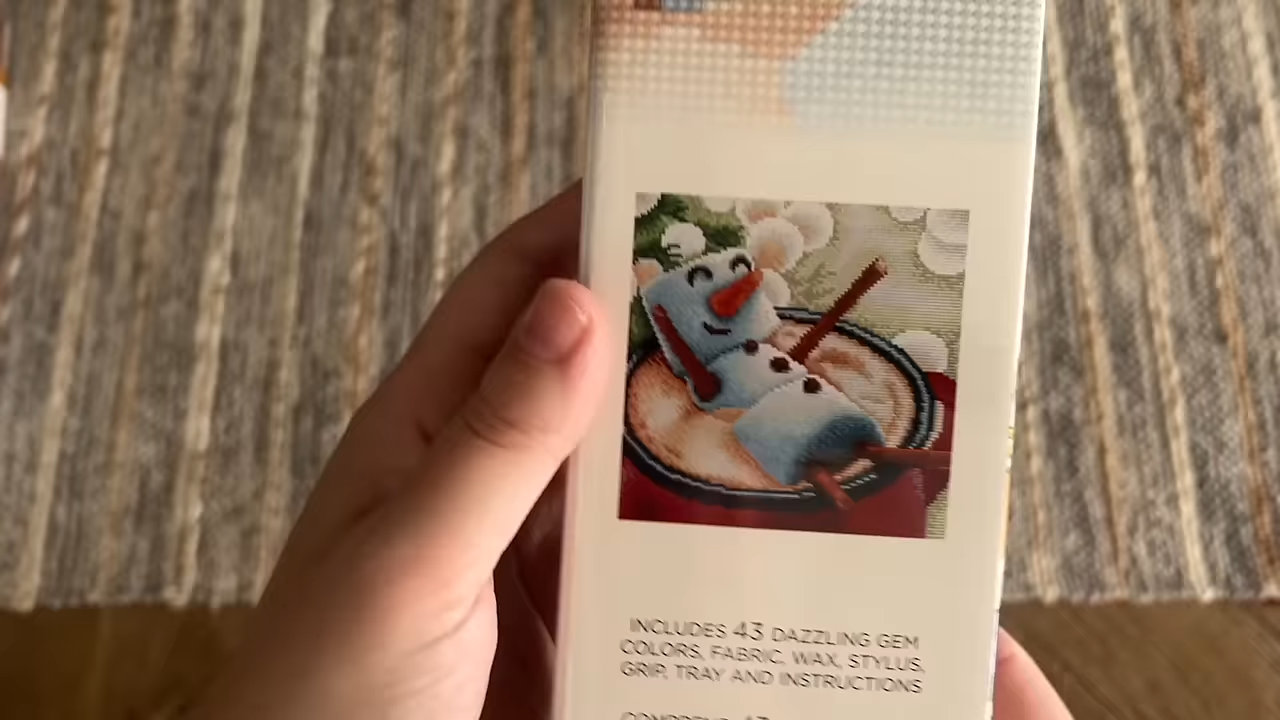 INCLUDES 43 DAZZLING GEM
COLORS, FABRIC, WAX, STYLUS,
GRIP, TRAY AND INSTRUCTIONS